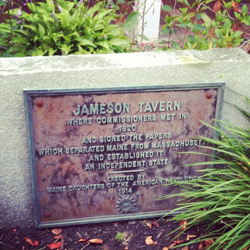 JAMESON TAVERN
WHERE COMMISSIONERS MET IN
1820
AND SIGNED THE PAPERS
WHICH SEPARATED MAINE FROM MASSACHUSETTS
AND ESTABLISHED IT
AN INDEPENDENT STATE
ERECTED BY
MAINE DAUGHTERS OF THE AMERICAN REVOLUTION
1914